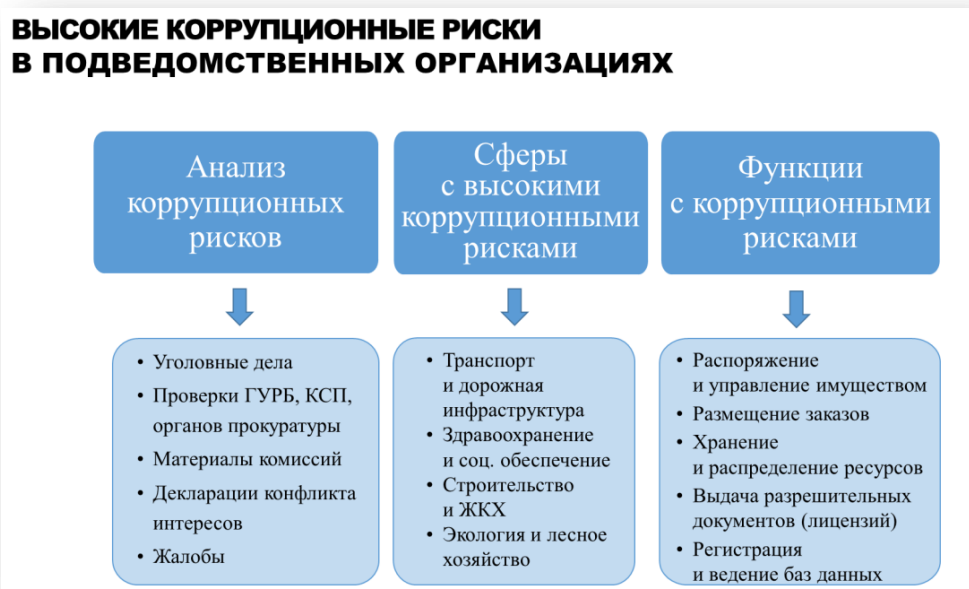 ВЫСОКИЕ КОРРУПЦИОННЫЕ РИСКИ
В ПОДВЕДОМСТВЕННЫХ ОРГАНИЗАЦИЯХ
Анализ
коррупционных
рисков
• Уголовные дела
• Проверки ГУРБ, КСП,
органов прокуратуры
• Материалы комиссий
• Декларации конфликта
интересов
• Жалобы
Сферы
с высокими
коррупционными
рисками
• Транспорт
и дорожная
инфраструктура
• Здравоохранение
и соц. обеспечение
• Строительство
и ЖКХ
• Экология и лесное
хозяйство
Функции
с коррупционными
рисками
• Распоряжение
и управление имуществом
• Размещение заказов
• Хранение
и распределение ресурсов
• Выдача разрешительных
документов (лицензий)
• Регистрация
и ведение баз данных